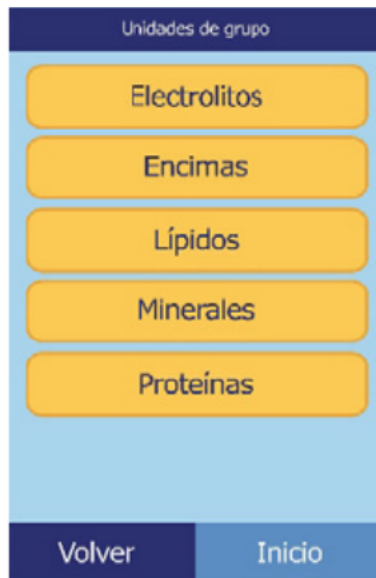 Unidades de grupo
Electrolitos
Encimas
Lípidos
Minerales
Proteínas
Volver Inicio